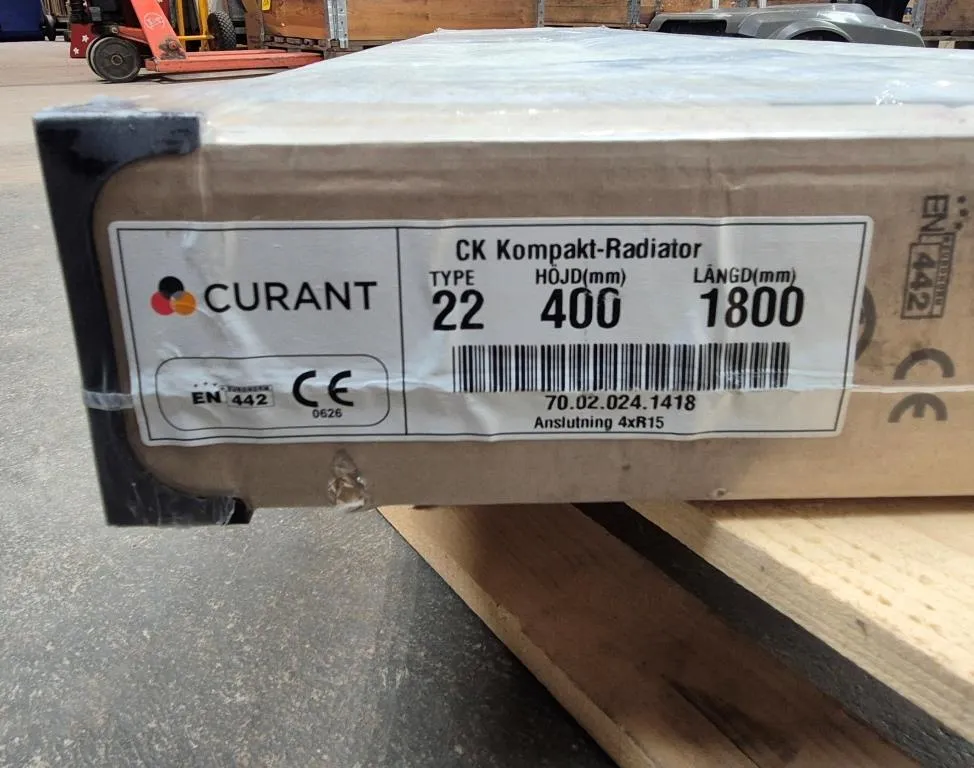 CURANT
EN 442
CE
0626
CK Kompakt-Radiator
TYPE HÖJD(mm) LÄNGD(mm)
22 400 1800
70.02.024.1418
Anslutning 4xR15
EN 442
CE